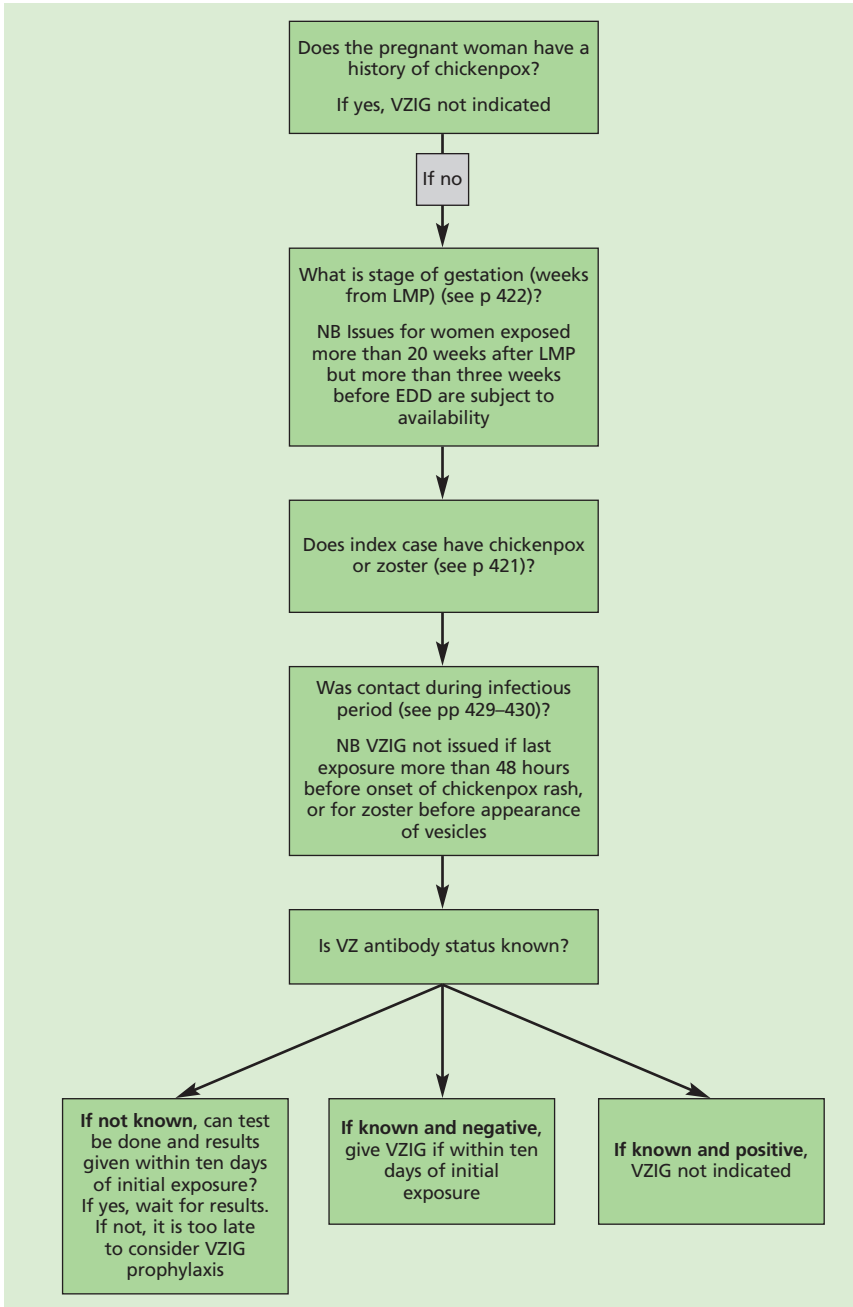 Does the pregnant woman have a
history of chickenpox?
If yes, VZIG not indicated
If no
What is stage of gestation (weeks
from LMP) (see p 422)?
NB Issues for women exposed
more than 20 weeks after LMP
but more than three weeks
before EDD are subject to
availability
Does index case have chickenpox
or zoster (see p 421)?
Was contact during infectious
period (see pp 429–430)?
NB VZIG not issued if last
exposure more than 48 hours
before onset of chickenpox rash,
or for zoster before appearance
of vesicles
Is VZ antibody status known?
If not known, can test
be done and results
given within ten days
of initial exposure?
If yes, wait for results.
If not, it is too late
to consider VZIG
prophylaxis
If known and negative,
give VZIG if within ten
days of initial
exposure
If known and positive,
VZIG not indicated